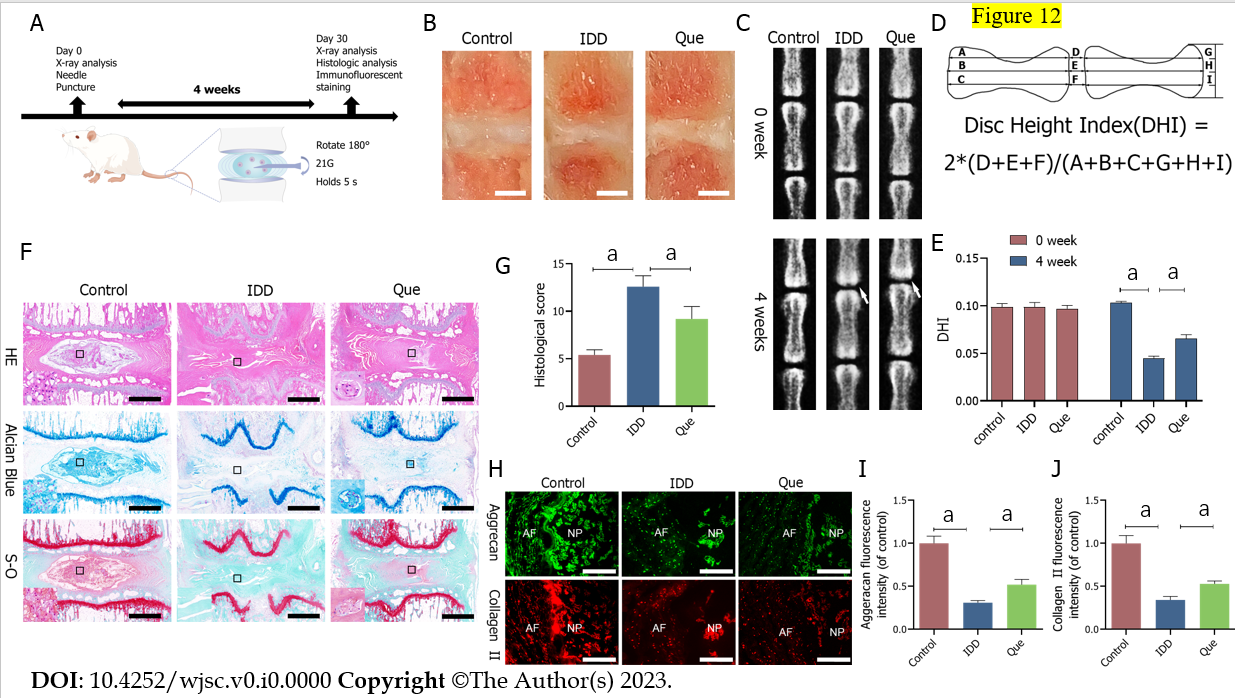 Figure 12
A
Day 0
X-ray analysis
Needle
Puncture
4 weeks
Day 30
X-ray analysis
Histologic analysis
Immunofluorescent
staining
Rotate 180°
21G
Holds 5 s
B
Control
IDD
Que
C
Control
IDD
Que
0 week
4 weeks
D
A
B
C
D
E
F
G
H
I
Disc Height Index(DHI) =
2*(D+E+F)/(A+B+C+G+H+I)
E
0 week
4 week
DHI
0.15
0.10
0.05
0.00
a
a
control
IDD
Que
control
IDD
Que
F
Control
IDD
Que
HE
Alcian Blue
S-O
G
Histological score
15
10
5
0
a
a
Control
IDD
Que
H
Control
IDD
Que
Aggrecan
AF
NP
AF
NP
AF
NP
Collagen II
AF
NP
AF
NP
AF
NP
I
Aggeracan fluorescence
intensity (of control)
1.5
1.0
0.5
0.0
a
a
Control
IDD
Que
J
Collagen II fluorescence
intensity (of control)
1.5
1.0
0.5
0.0
a
a
Control
IDD
Que
DOI: 10.4252/wjsc.v0.i0.0000 Copyright ©The Author(s) 2023.